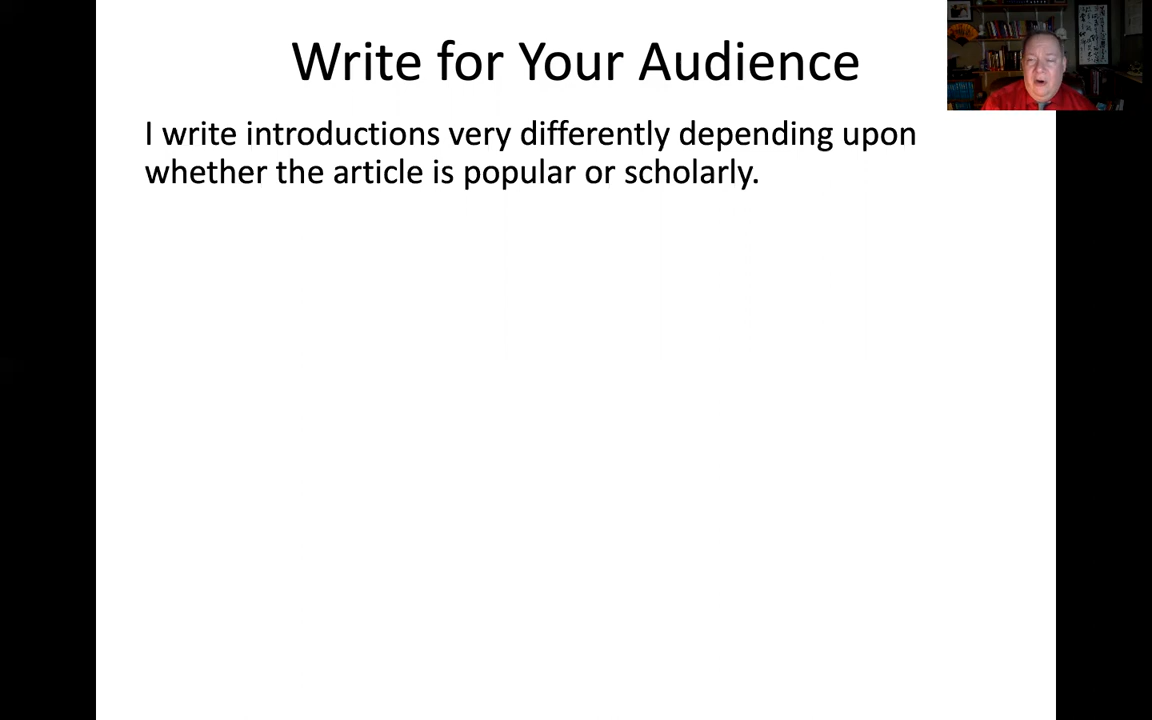 Write for Your Audience
I write introductions very differently depending upon
whether the article is popular or scholarly.